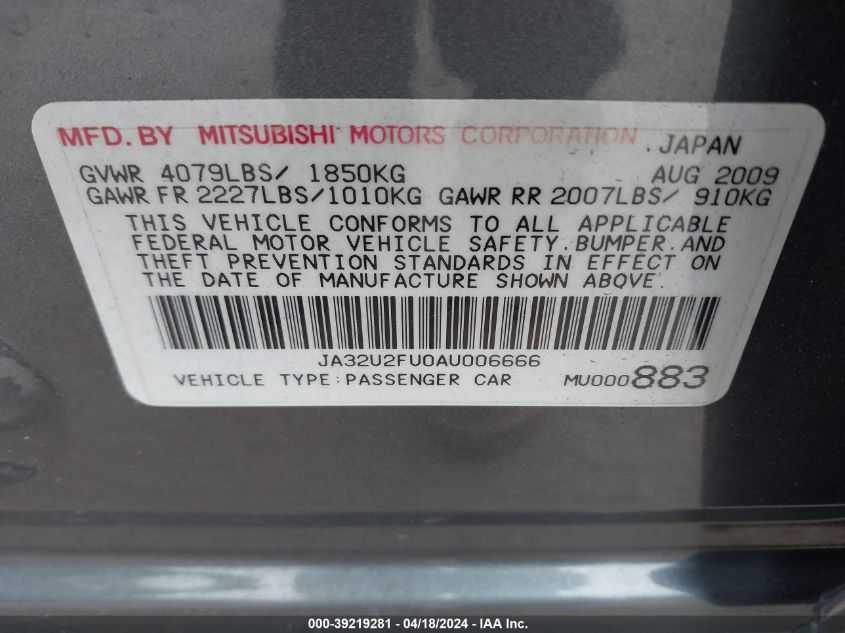 MFD. BY MITSUBISHI MOTORS CORPORATION JAPAN
GVWR 4079LBS/ 1850KG AUG 2009
GAWR FR 2227LBS/1010KG GAWR RR 2007LBS/ 910KG
THIS VEHICLE CONFORMS TO ALL APPLICABLE
FEDERAL MOTOR VEHICLE SAFETY.BUMPER.AND
THEFT PREVENTION STANDARDS IN EFFECT ON
THE DATE OF MANUFACTURE SHOWN ABOVE.
JA32U2FU0AU006666
VEHICLE TYPE:PASSENGER CAR MU000883
000-39219281 - 04/18/2024 - IAA Inc.